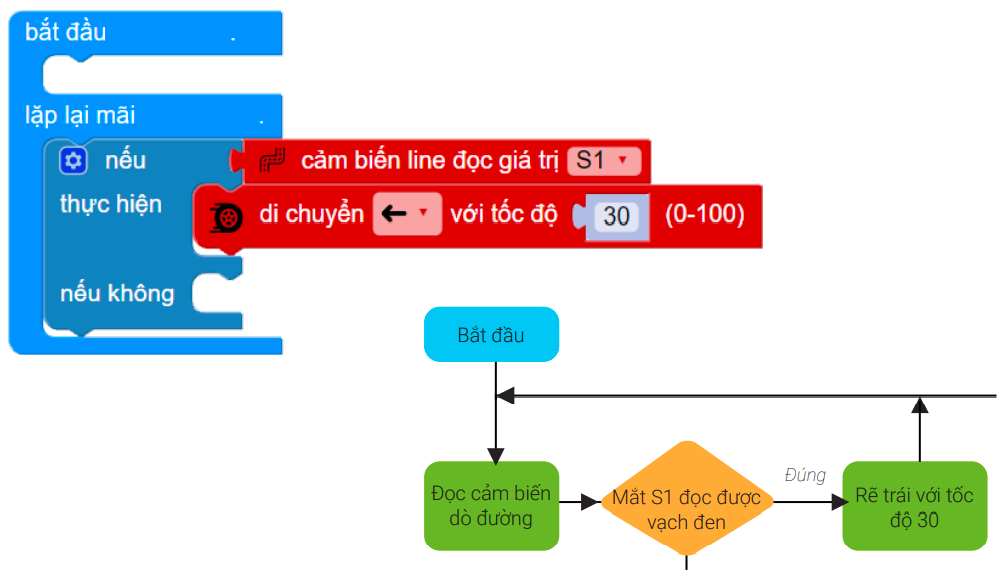 bắt đầu .
lặp lại mãi .
nếu cảm biến line đọc giá trị S1
thực hiện di chuyển ← với tốc độ 30 (0-100)
nếu không
Bắt đầu
Đọc cảm biến
dò đường
Mắt S1 đọc được
vạch đen
Đúng
Rẽ trái với tốc
độ 30